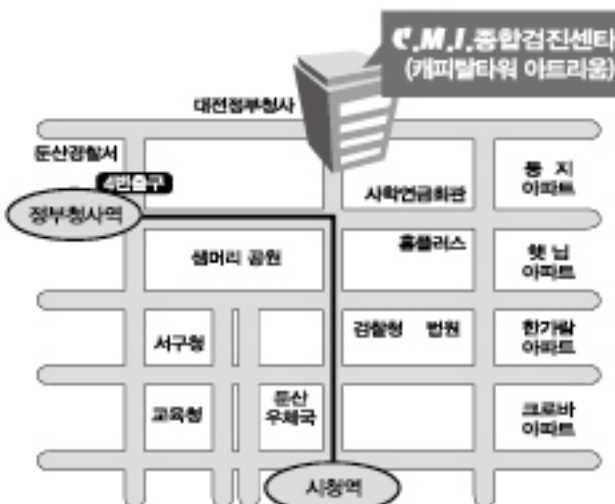 C.M.I.종합검진센타
(캐피탈타워 아트리움)
대전정부청사
둔산경찰서
4번출구
정부청사역
사학연금회관
둥 지
아파트
샘머리 공원
홈플러스
햇 님
아파트
서구청
검찰청 법원
한가람
아파트
교육청
둔산
우체국
크로바
아파트
시청역